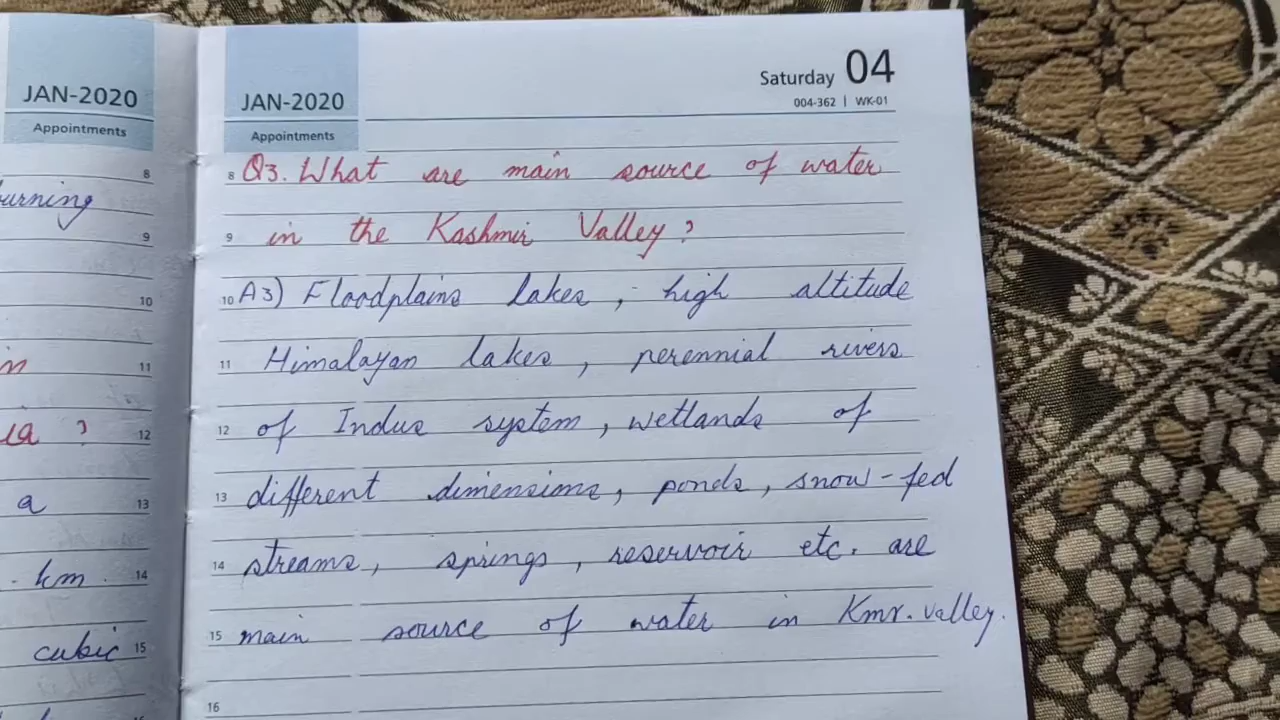 JAN-2020
Appointments
8
urning
9
10
11
12
?
a
13
km
14
cubic
15
JAN-2020
Appointments
Saturday 04
004-362 | WK-01
8 Q3. What are main source of water
9 in the Kashmir Valley?
10 A3) Floodplains lakes, high altitude
11 Himalayan lakes, perennial rivers
12 of Indus system, wetlands of
13 different dimensions, ponds, snow-fed
14 streams, springs, reservoir etc. are
15 main source of water in Kmr. valley.
16